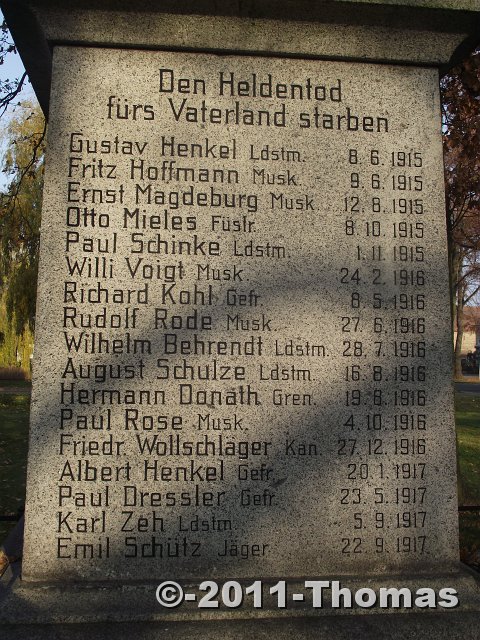 Den Heldentod
fürs Vaterland starben
Gustav Henkel Ldstm. 8. 6. 1915
Fritz Hoffmann Musk. 9. 6. 1915
Ernst Magdeburg Musk. 12. 8. 1915
Otto Mieles Füslr. 8. 10. 1915
Paul Schinke Ldstm. 1. 11. 1915
Willi Voigt Musk. 24. 2. 1916
Richard Kohl Gefr. 8. 5. 1916
Rudolf Rode Musk. 27. 6. 1916
Wilhelm Behrendt Ldstm. 28. 7. 1916
August Schulze Ldstm. 16. 8. 1916
Hermann Donath Gren. 19. 8. 1916
Paul Rose Musk. 4. 10. 1916
Friedr. Wollschläger Kan. 27. 12. 1916
Albert Henkel Gefr. 20. 1. 1917
Paul Dressler Gefr. 23. 5. 1917
Karl Zeh Ldstm. 5. 9. 1917
Emil Schütz Jäger 22. 9. 1917
©-2011-Thomas